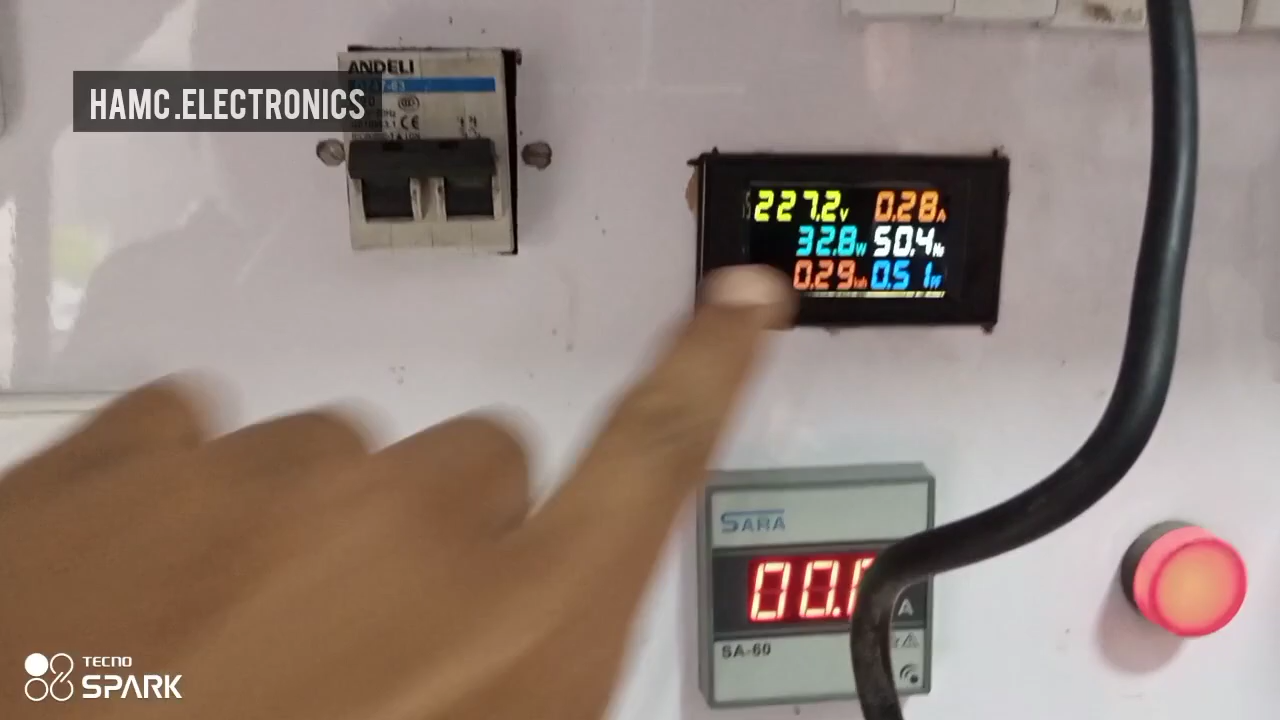 ANDELI
HAMC.ELECTRONICS
CE
227.2V 0.28A
32.8W 50.4Hz
0.29kWh 0.51PF
SARA
A
SA-60
TECNO
SPARK